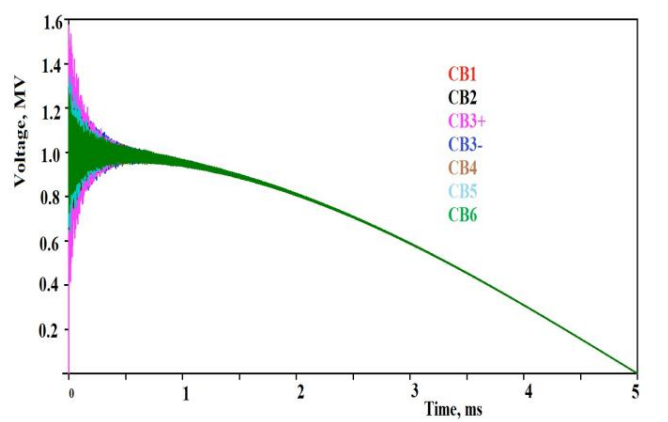 1.6
1.4
1.2
1.0
0.8
0.6
0.4
0.2
Voltage, MV
CB1
CB2
CB3+
CB3-
CB4
CB5
CB6
0 1 2 3 4 5
Time, ms